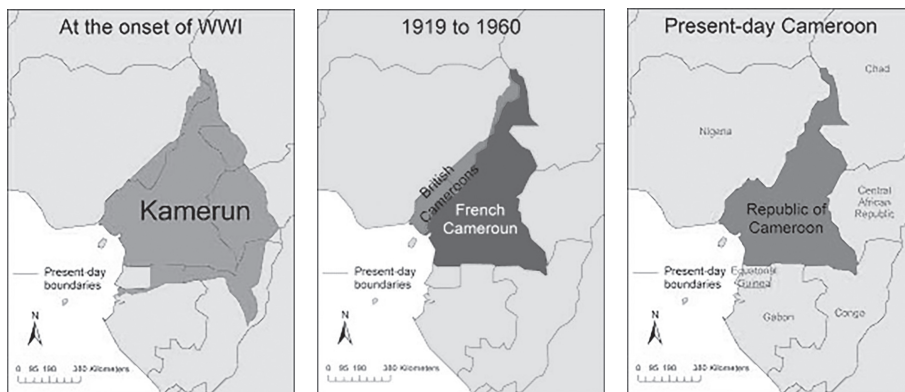 At the onset of WWI
Kamerun
Present-day
boundaries
N
0 95 190 380 Kilometers
1919 to 1960
British
Cameroons
French
Cameroun
Present-day
boundaries
N
0 95 190 380 Kilometers
Present-day Cameroon
Chad
Nigeria
Central
African
Republic
Republic of
Cameroon
Equatorial
Guinea
Present-day
boundaries
Gabon
Congo
N
0 95 190 380 Kilometers